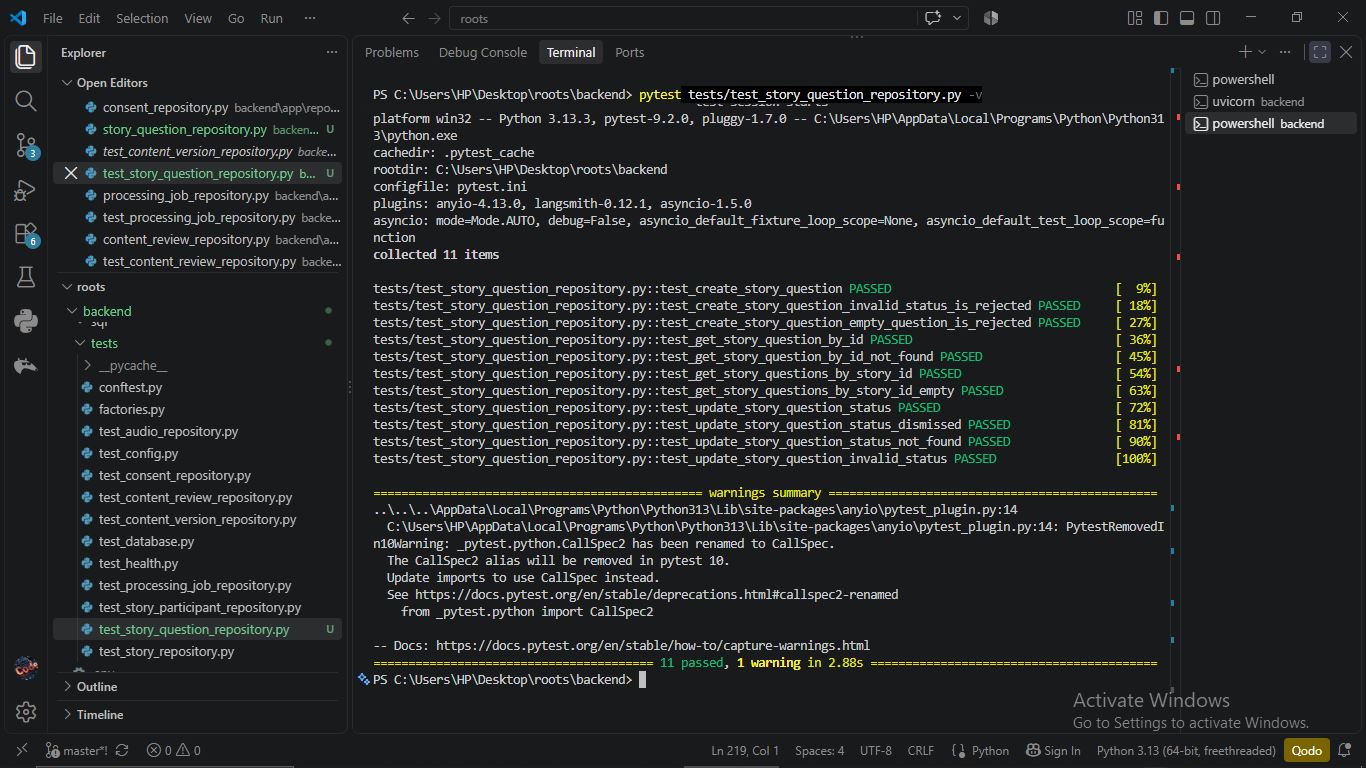 File Edit Selection View Go Run ···
roots
Explorer ···
Open Editors
consent_repository.py backend\app\repo...
story_question_repository.py backen... U
test_content_version_repository.py backe...
test_story_question_repository.py b... U
processing_job_repository.py backend\a...
test_processing_job_repository.py backe...
content_review_repository.py backend\a...
test_content_review_repository.py backe...
roots
backend
sql
tests
__pycache__
conftest.py
factories.py
test_audio_repository.py
test_config.py
test_consent_repository.py
test_content_review_repository.py
test_content_version_repository.py
test_database.py
test_health.py
test_processing_job_repository.py
test_story_participant_repository.py
test_story_question_repository.py U
test_story_repository.py
Outline
Timeline
3
6
Problems Debug Console Terminal Ports
PS C:\Users\HP\Desktop\roots\backend> pytest tests/test_story_question_repository.py -v
test session starts
platform win32 -- Python 3.13.3, pytest-9.2.0, pluggy-1.7.0 -- C:\Users\HP\AppData\Local\Programs\Python\Python31
3\python.exe
cachedir: .pytest_cache
rootdir: C:\Users\HP\Desktop\roots\backend
configfile: pytest.ini
plugins: anyio-4.13.0, langsmith-0.12.1, asyncio-1.5.0
asyncio: mode=Mode.AUTO, debug=False, asyncio_default_fixture_loop_scope=None, asyncio_default_test_loop_scope=fu
nction
collected 11 items
tests/test_story_question_repository.py::test_create_story_question PASSED [ 9%]
tests/test_story_question_repository.py::test_create_story_question_invalid_status_is_rejected PASSED [ 18%]
tests/test_story_question_repository.py::test_create_story_question_empty_question_is_rejected PASSED [ 27%]
tests/test_story_question_repository.py::test_get_story_question_by_id PASSED [ 36%]
tests/test_story_question_repository.py::test_get_story_question_by_id_not_found PASSED [ 45%]
tests/test_story_question_repository.py::test_get_story_questions_by_story_id PASSED [ 54%]
tests/test_story_question_repository.py::test_get_story_questions_by_story_id_empty PASSED [ 63%]
tests/test_story_question_repository.py::test_update_story_question_status PASSED [ 72%]
tests/test_story_question_repository.py::test_update_story_question_status_dismissed PASSED [ 81%]
tests/test_story_question_repository.py::test_update_story_question_status_not_found PASSED [ 90%]
tests/test_story_question_repository.py::test_update_story_question_invalid_status PASSED [100%]
=============================================== warnings summary ===============================================
..\..\..\AppData\Local\Programs\Python\Python313\Lib\site-packages\anyio\pytest_plugin.py:14
C:\Users\HP\AppData\Local\Programs\Python\Python313\Lib\site-packages\anyio\pytest_plugin.py:14: PytestRemovedI
n10Warning: _pytest.python.CallSpec2 has been renamed to CallSpec.
The CallSpec2 alias will be removed in pytest 10.
Update imports to use CallSpec instead.
See https://docs.pytest.org/en/stable/deprecations.html#callspec2-renamed
from _pytest.python import CallSpec2
-- Docs: https://docs.pytest.org/en/stable/how-to/capture-warnings.html
======================================== 11 passed, 1 warning in 2.88s =========================================
PS C:\Users\HP\Desktop\roots\backend>
powershell
uvicorn backend
powershell backend
Activate Windows
Go to Settings to activate Windows.
master*! 0 0 Ln 219, Col 1 Spaces: 4 UTF-8 CRLF Python Sign In Python 3.13 (64-bit, freethreaded) Qodo